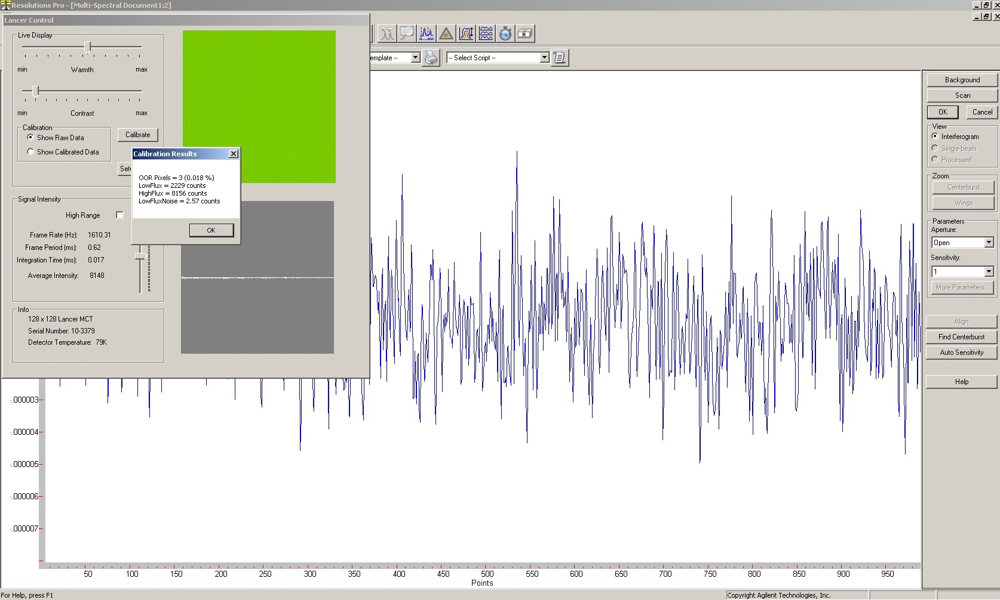 Resolutions Pro - [Multi-Spectral Document1:2]
Lancer Control
Live Display
min Warmth max
min Contrast max
Calibration
Show Raw Data
Show Calibrated Data
Calibrate
Setu
Calibration Results
OOR Pixels = 3 (0.018 %)
LowFlux = 2229 counts
HighFlux = 8156 counts
LowFluxNoise = 2.57 counts
OK
Signal Intensity
High Range
Frame Rate (Hz): 1610.31
Frame Period (ms): 0.62
Integration Time (ms): 0.017
Average Intensity: 8148
Info
128 x 128 Lancer MCT
Serial Number: 10-3379
Detector Temperature: 79K
emplate --
-- Select Script --
Background
Scan
OK Cancel
View
Interferogram
Single-beam
Processed
Zoom
Centerburst
Wings
Parameters
Aperture:
Open
Sensitivity:
1
More Parameters...
Align
Find Centerburst
Auto Sensitivity
Help
-.000003
-.000004
-.000005
-.000006
-.000007
50 100 150 200 250 300 350 400 450 500 550 600 650 700 750 800 850 900 950
Points
For Help, press F1
Copyright Agilent Technologies, Inc.